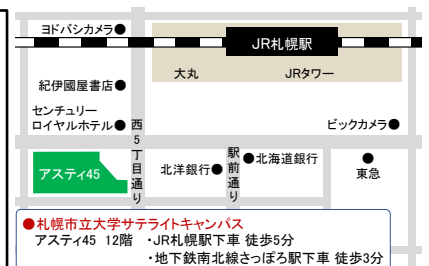 ヨドバシカメラ●
JR札幌駅
大丸
JRタワー
紀伊國屋書店●
センチュリー
ロイヤルホテル●
西5丁目通り
ビックカメラ●
アスティ45
北洋銀行●
駅前通り
●北海道銀行
●
東急
●札幌市立大学サテライトキャンパス
アスティ45 12階 ・JR札幌駅下車 徒歩5分
・地下鉄南北線さっぽろ駅下車 徒歩3分